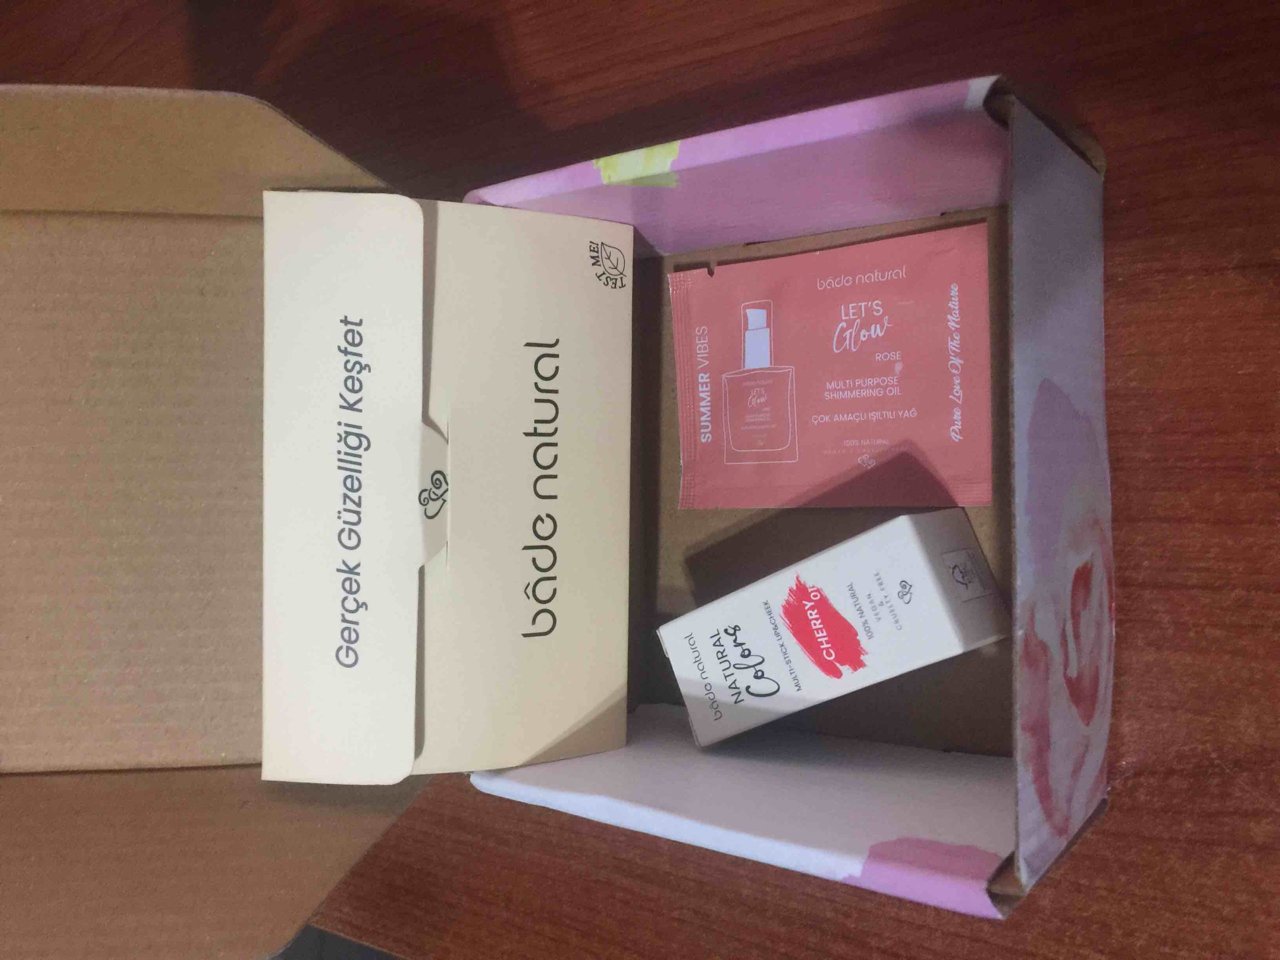 Gerçek Güzelliği Keşfet
bâde natural
TEST ME!
SUMMER VIBES
LET'S
Glow
bâde natural
LET'S
Glow
ROSE
MULTI PURPOSE
SHIMMERING OIL
ÇOK AMAÇLI IŞILTILI YAĞ
100% NATURAL
Pure Love Of The Nature
bâde natural
NATURAL
Colors
MULTI-STICK LIP&CHEEK
CHERRY 01
100% NATURAL
&
VEGAN
CRUELTY FREE